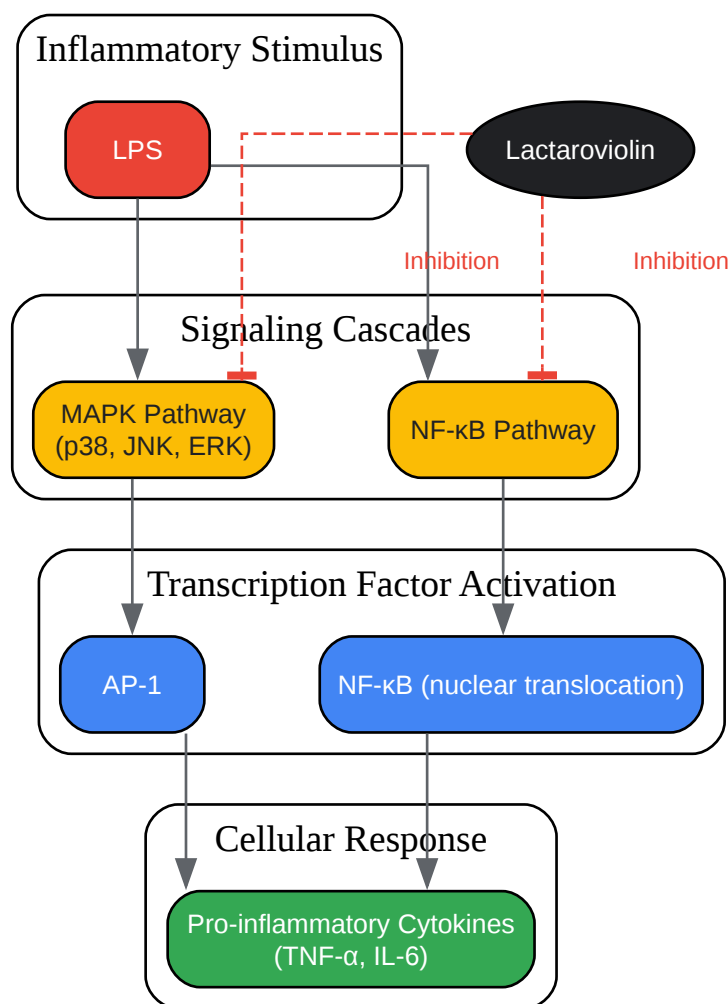 Inflammatory Stimulus
LPS
Lactaroviolin
Inhibition
Inhibition
Signaling Cascades
MAPK Pathway
(p38, JNK, ERK)
NF-κB Pathway
Transcription Factor Activation
AP-1
NF-κB (nuclear translocation)
Cellular Response
Pro-inflammatory Cytokines
(TNF-α, IL-6)